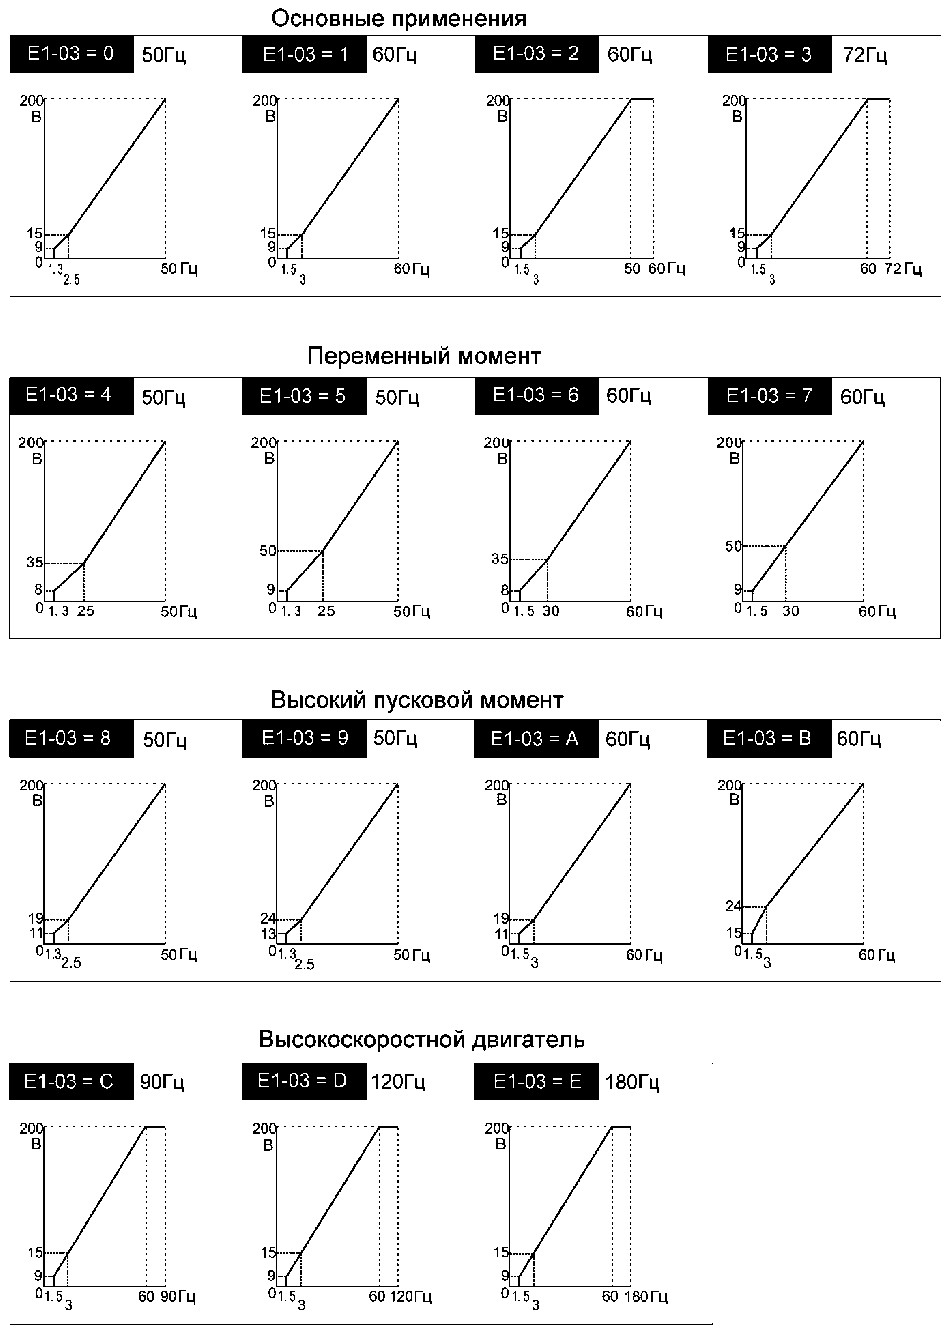 Основные применения
E1-03 = 0 50Гц E1-03 = 1 60Гц E1-03 = 2 60Гц E1-03 = 3 72Гц
200 200 200 200
В В В В
15 15 15 15
9 9 9 9
0 1.3 50 Гц 0 1.5 60Гц 0 1.5 50 60Гц 0 1.5 60 72Гц
2.5 3 3 3
Переменный момент
E1-03 = 4 50Гц E1-03 = 5 50Гц E1-03 = 6 60Гц E1-03 = 7 60Гц
200 200 200 200
В В В В
35 50 35 50
8 9 8 9
0 1.3 25 50Гц 0 1.3 25 50Гц 0 1.5 30 60Гц 0 1.5 30 60Гц
Высокий пусковой момент
E1-03 = 8 50Гц E1-03 = 9 50Гц E1-03 = A 60Гц E1-03 = B 60Гц
200 200 200 200
В В В В
19 24 19 24
11 13 11 15
0 1.3 50Гц 0 1.3 50Гц 0 1.5 60Гц 0 1.5 60Гц
2.5 2.5 3 3
Высокоскоростной двигатель
E1-03 = C 90Гц E1-03 = D 120Гц E1-03 = E 180Гц
200 200 200
В В В
15 15 15
9 9 9
0 1.5 60 90Гц 0 1.5 60 120Гц 0 1.5 60 180Гц
3 3 3